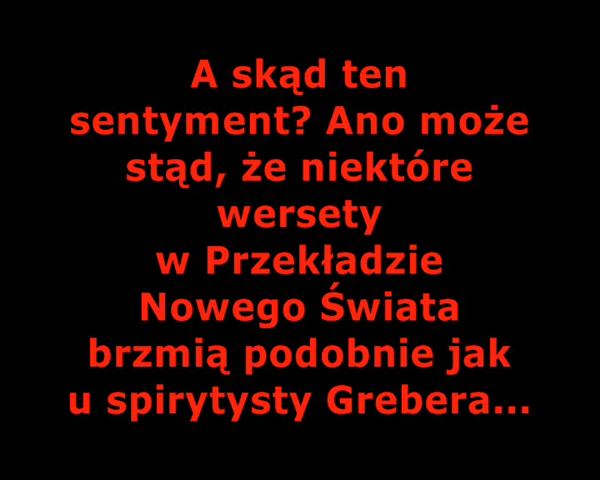 A skąd ten
sentyment? Ano może
stąd, że niektóre
wersety
w Przekładzie
Nowego Świata
brzmią podobnie jak
u spirytysty Grebera...